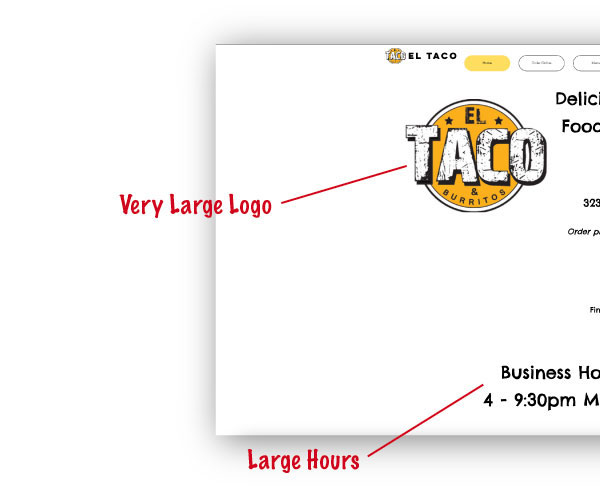 TACO EL TACO
Home
Order Online
Delici
Food
EL
TACO
&
BURRITOS
Very Large Logo
323
Order p
Fin
Business Ho
4 - 9:30pm M
Large Hours